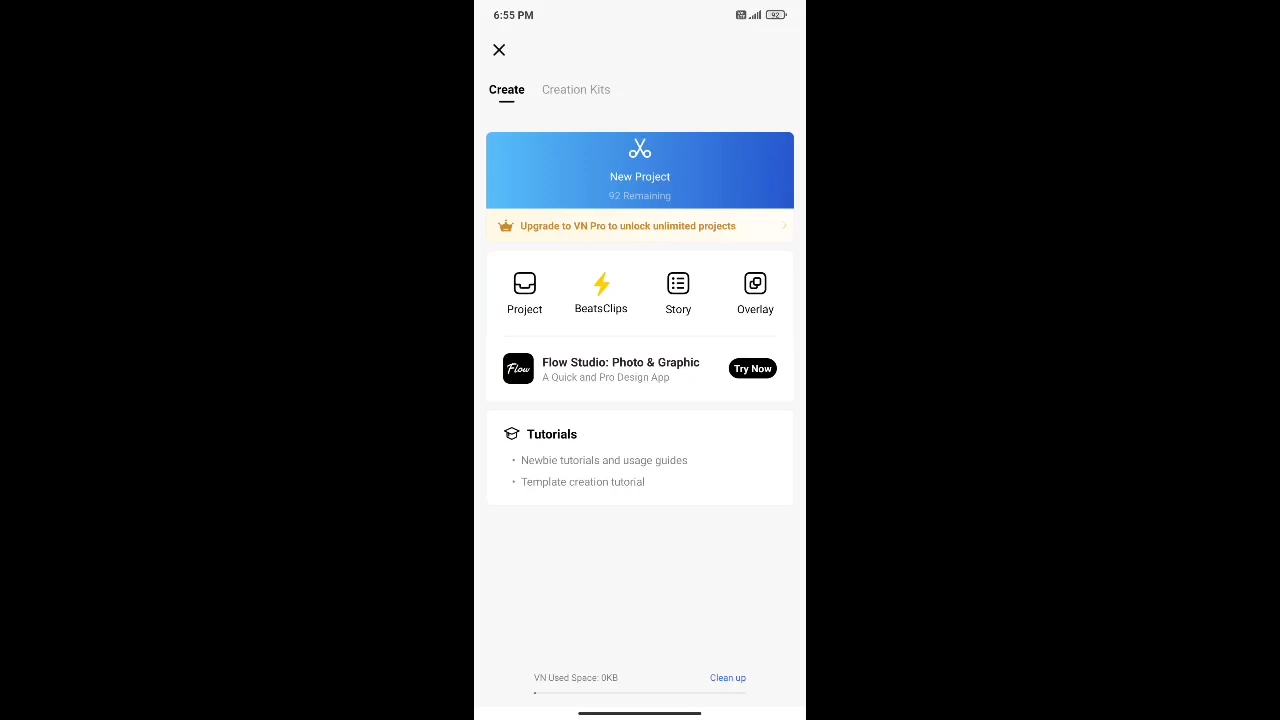 6:55 PM
92
Create Creation Kits
New Project
92 Remaining
Upgrade to VN Pro to unlock unlimited projects
Project BeatsClips Story Overlay
Flow Flow Studio: Photo & Graphic Try Now
A Quick and Pro Design App
Tutorials
• Newbie tutorials and usage guides
• Template creation tutorial
VN Used Space: 0KB Clean up